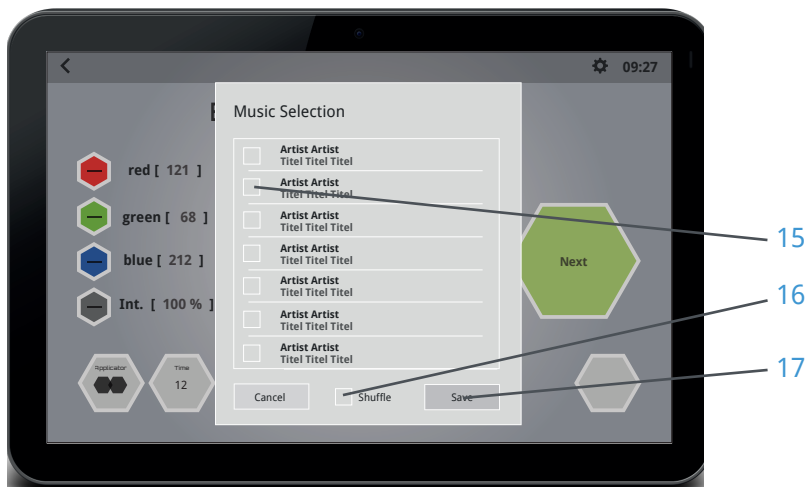 09:27
Music Selection
Artist Artist
Titel Titel Titel
Artist Artist
Titel Titel Titel
Artist Artist
Titel Titel Titel
Artist Artist
Titel Titel Titel
Artist Artist
Titel Titel Titel
Artist Artist
Titel Titel Titel
Artist Artist
Titel Titel Titel
Cancel
Shuffle
Save
red [ 121 ]
green [ 68 ]
blue [ 212 ]
Int. [ 100 % ]
Applicator
Time
12
Next
15
16
17